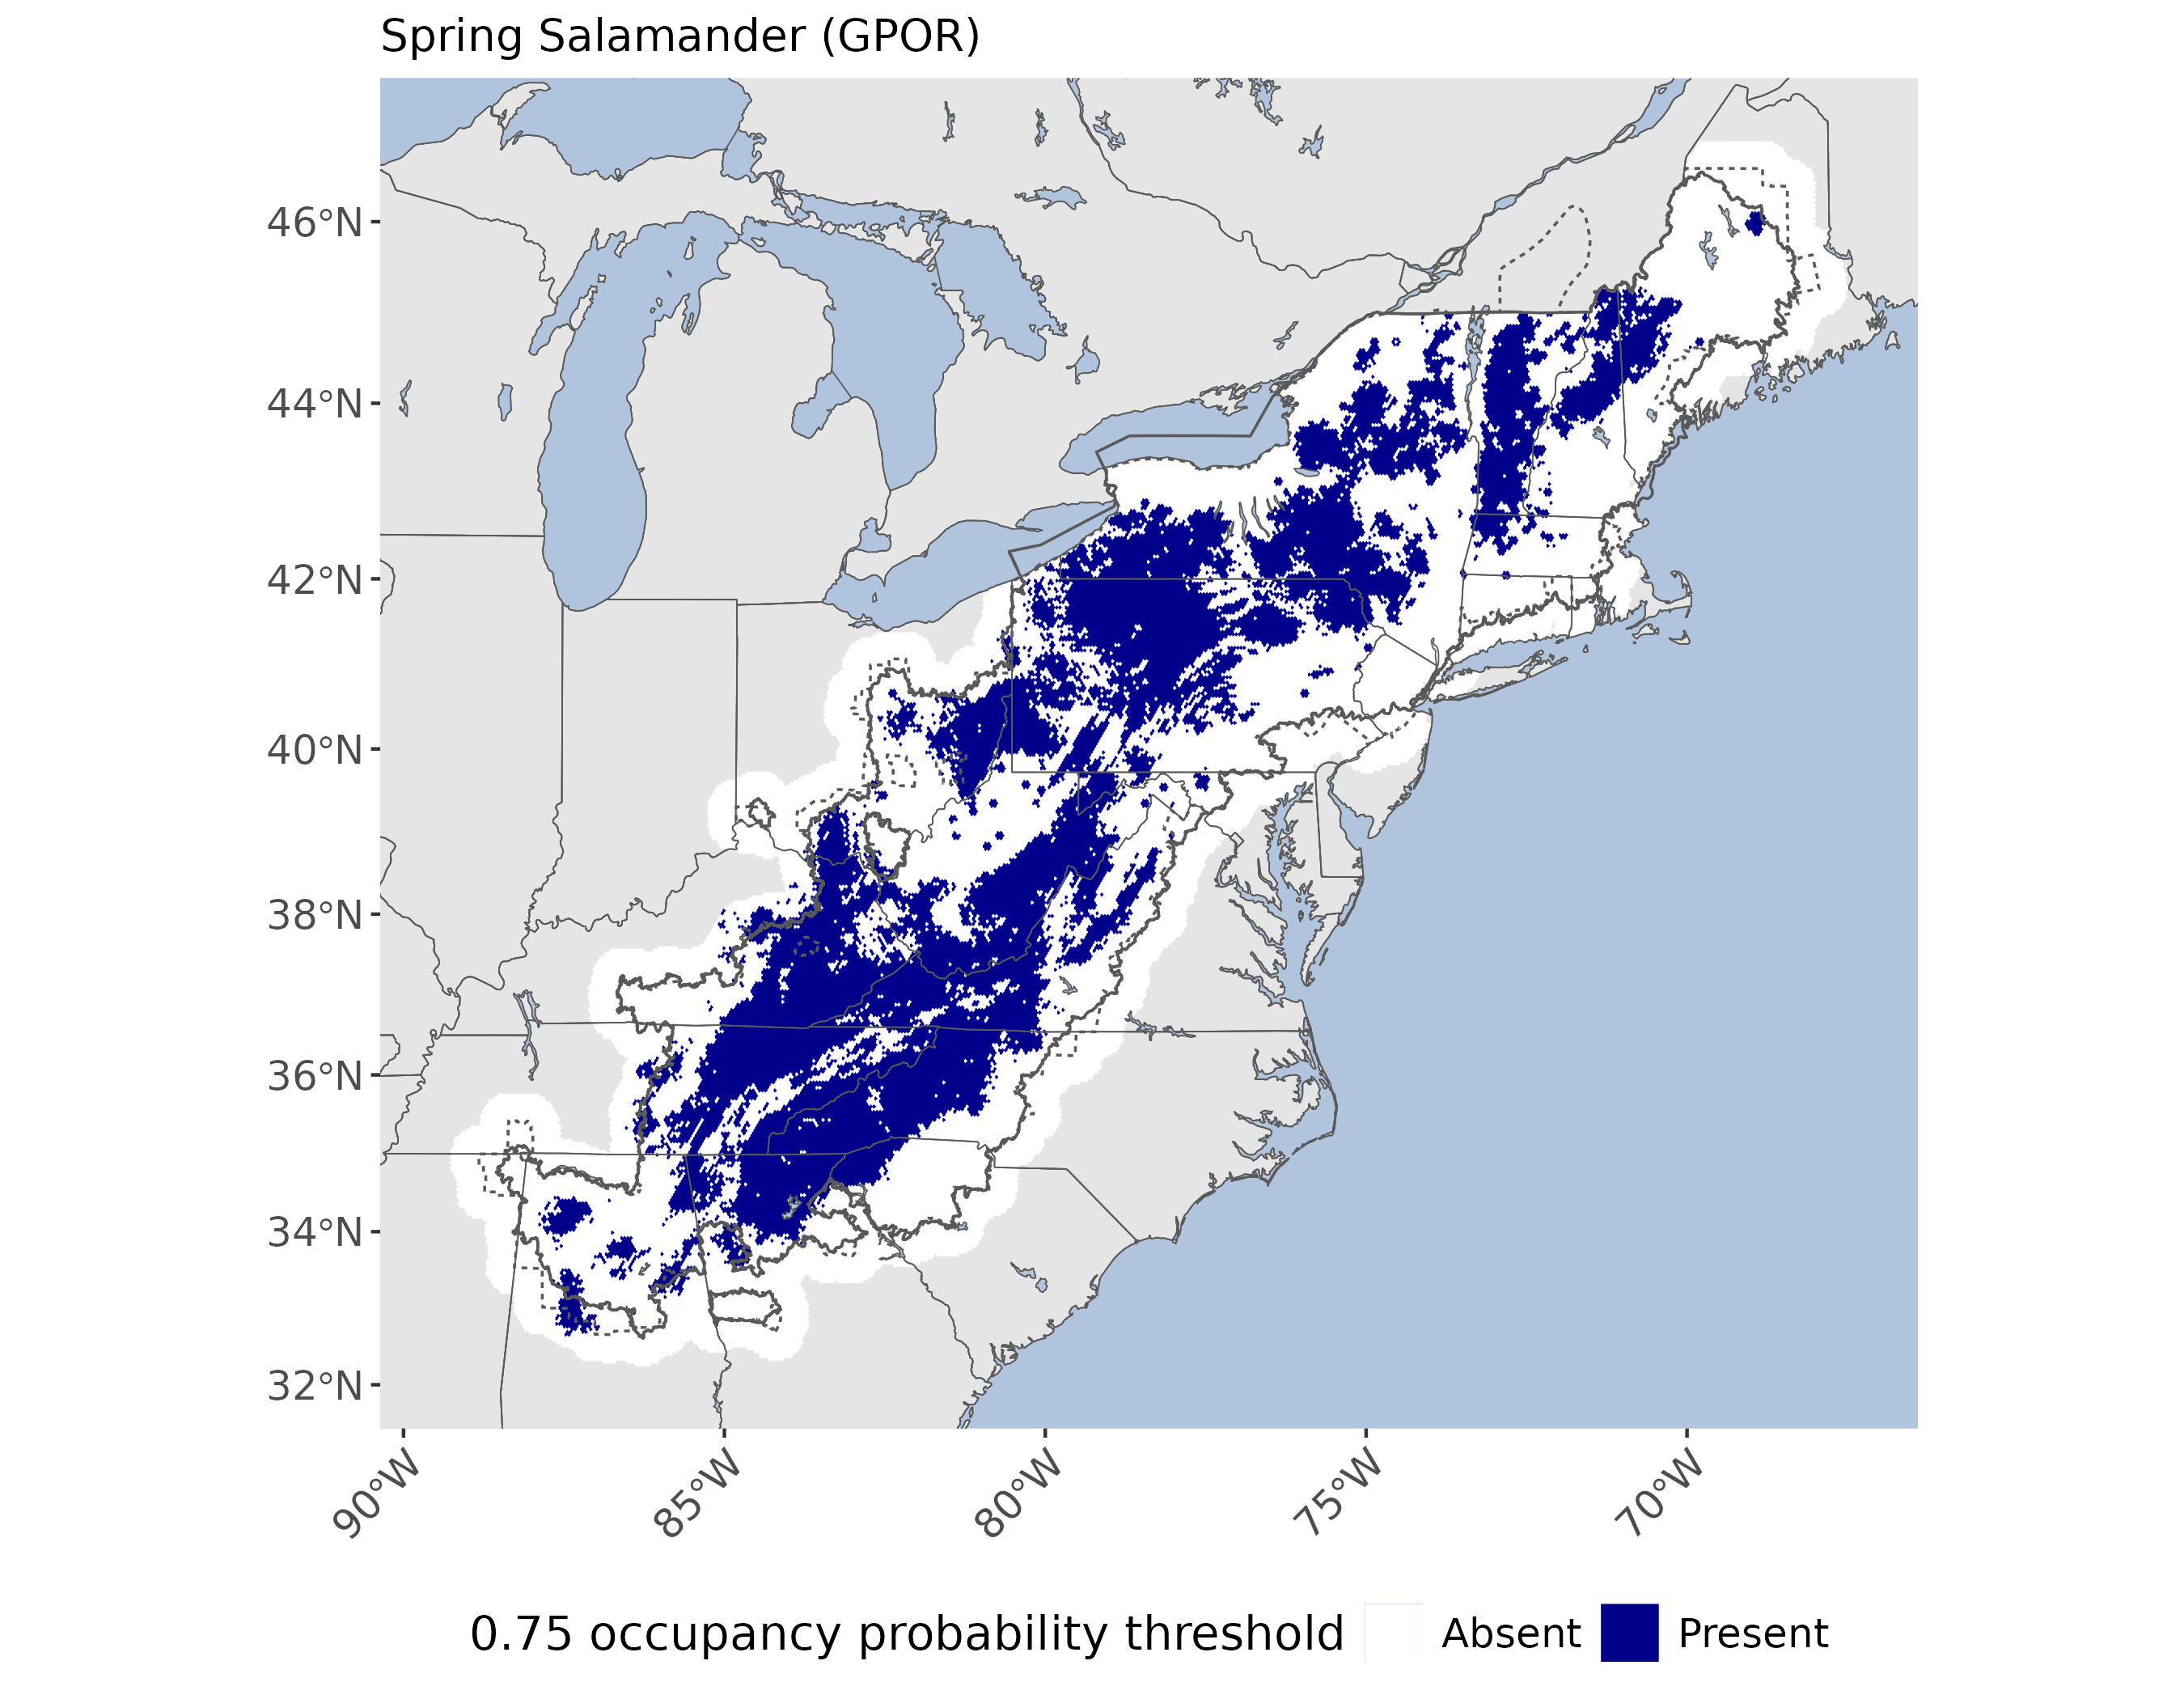 Spring Salamander (GPOR)
46°N
44°N
42°N
40°N
38°N
36°N
34°N
32°N
90°W 85°W 80°W 75°W 70°W
0.75 occupancy probability threshold Absent Present